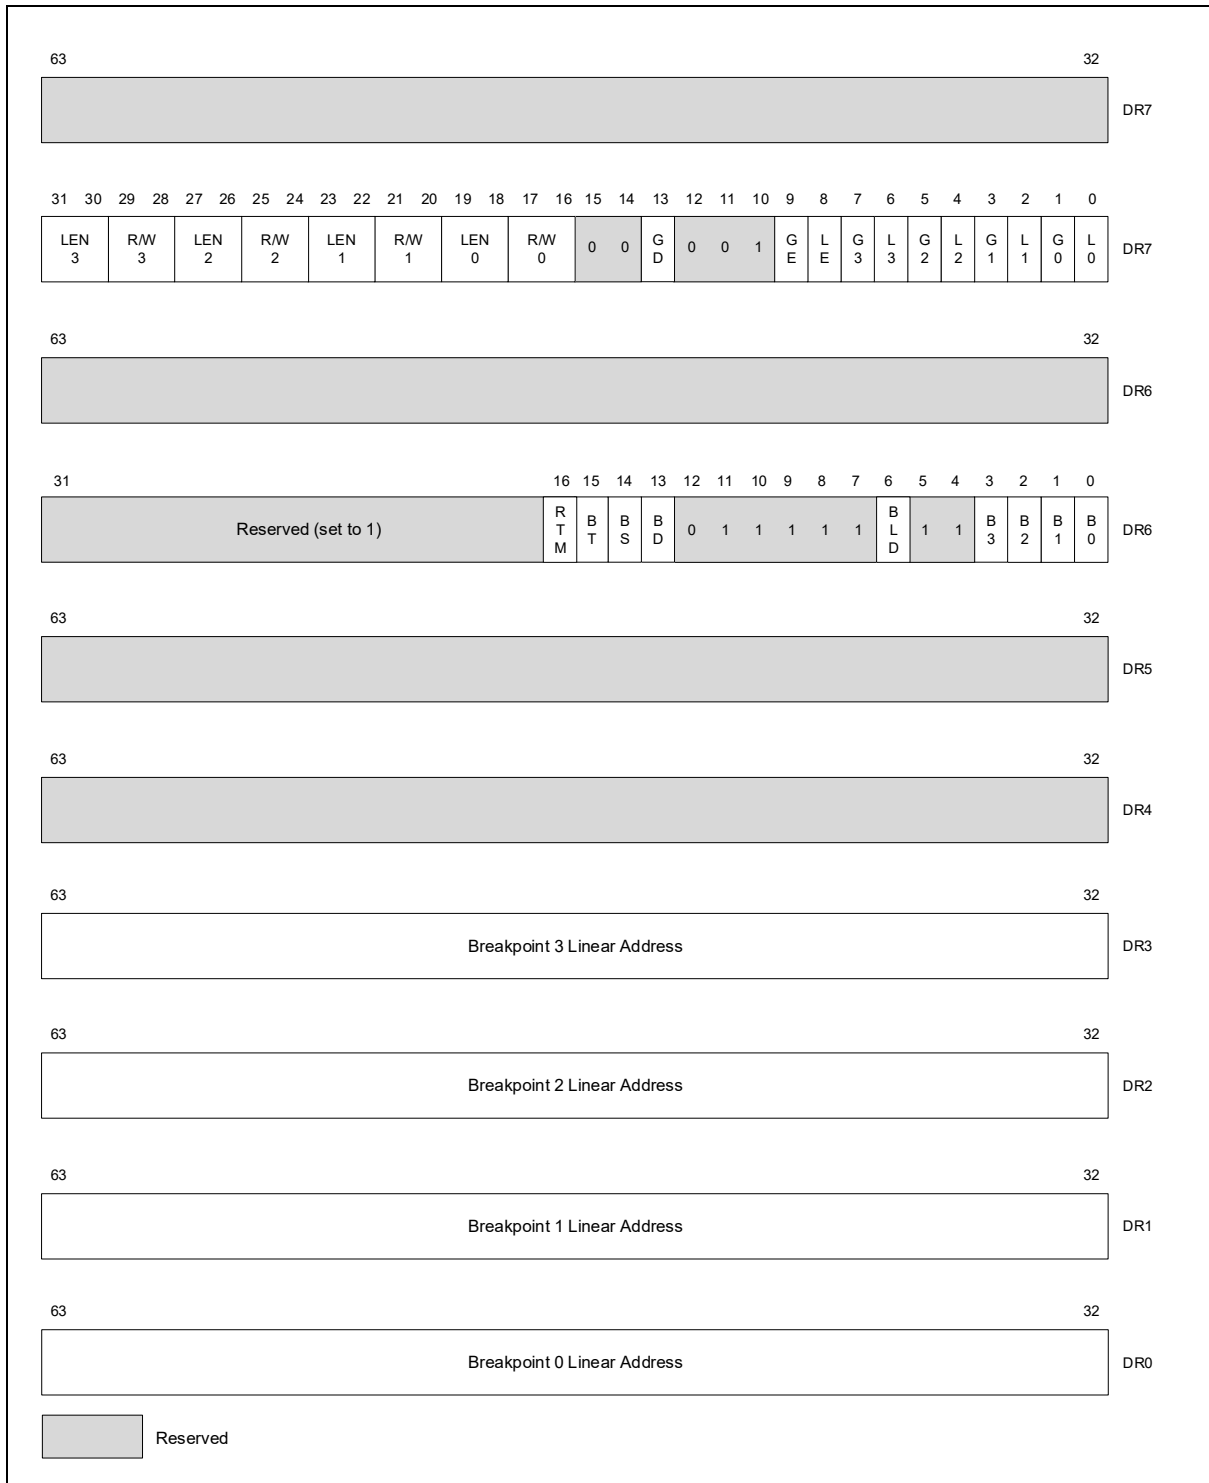 63 32
DR7
31 30 29 28 27 26 25 24 23 22 21 20 19 18 17 16 15 14 13 12 11 10 9 8 7 6 5 4 3 2 1 0
LEN 3 R/W 3 LEN 2 R/W 2 LEN 1 R/W 1 LEN 0 R/W 0 0 0 GD 0 0 1 GE LE G3 L3 G2 L2 G1 L1 G0 L0 DR7
63 32
DR6
31 16 15 14 13 12 11 10 9 8 7 6 5 4 3 2 1 0
Reserved (set to 1) RTM BT BS BD 0 1 1 1 1 1 BLD 1 1 B3 B2 B1 B0 DR6
63 32
DR5
63 32
DR4
63 32
Breakpoint 3 Linear Address DR3
63 32
Breakpoint 2 Linear Address DR2
63 32
Breakpoint 1 Linear Address DR1
63 32
Breakpoint 0 Linear Address DR0
Reserved